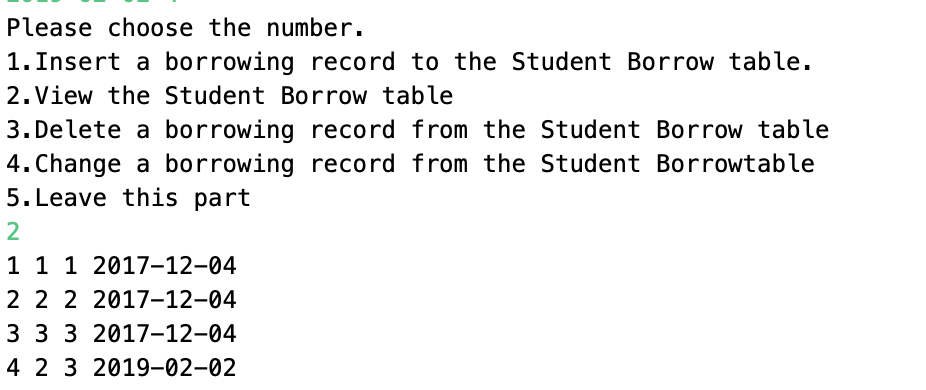 Please choose the number.
1.Insert a borrowing record to the Student Borrow table.
2.View the Student Borrow table
3.Delete a borrowing record from the Student Borrow table
4.Change a borrowing record from the Student Borrowtable
5.Leave this part
2
1 1 1 2017-12-04
2 2 2 2017-12-04
3 3 3 2017-12-04
4 2 3 2019-02-02